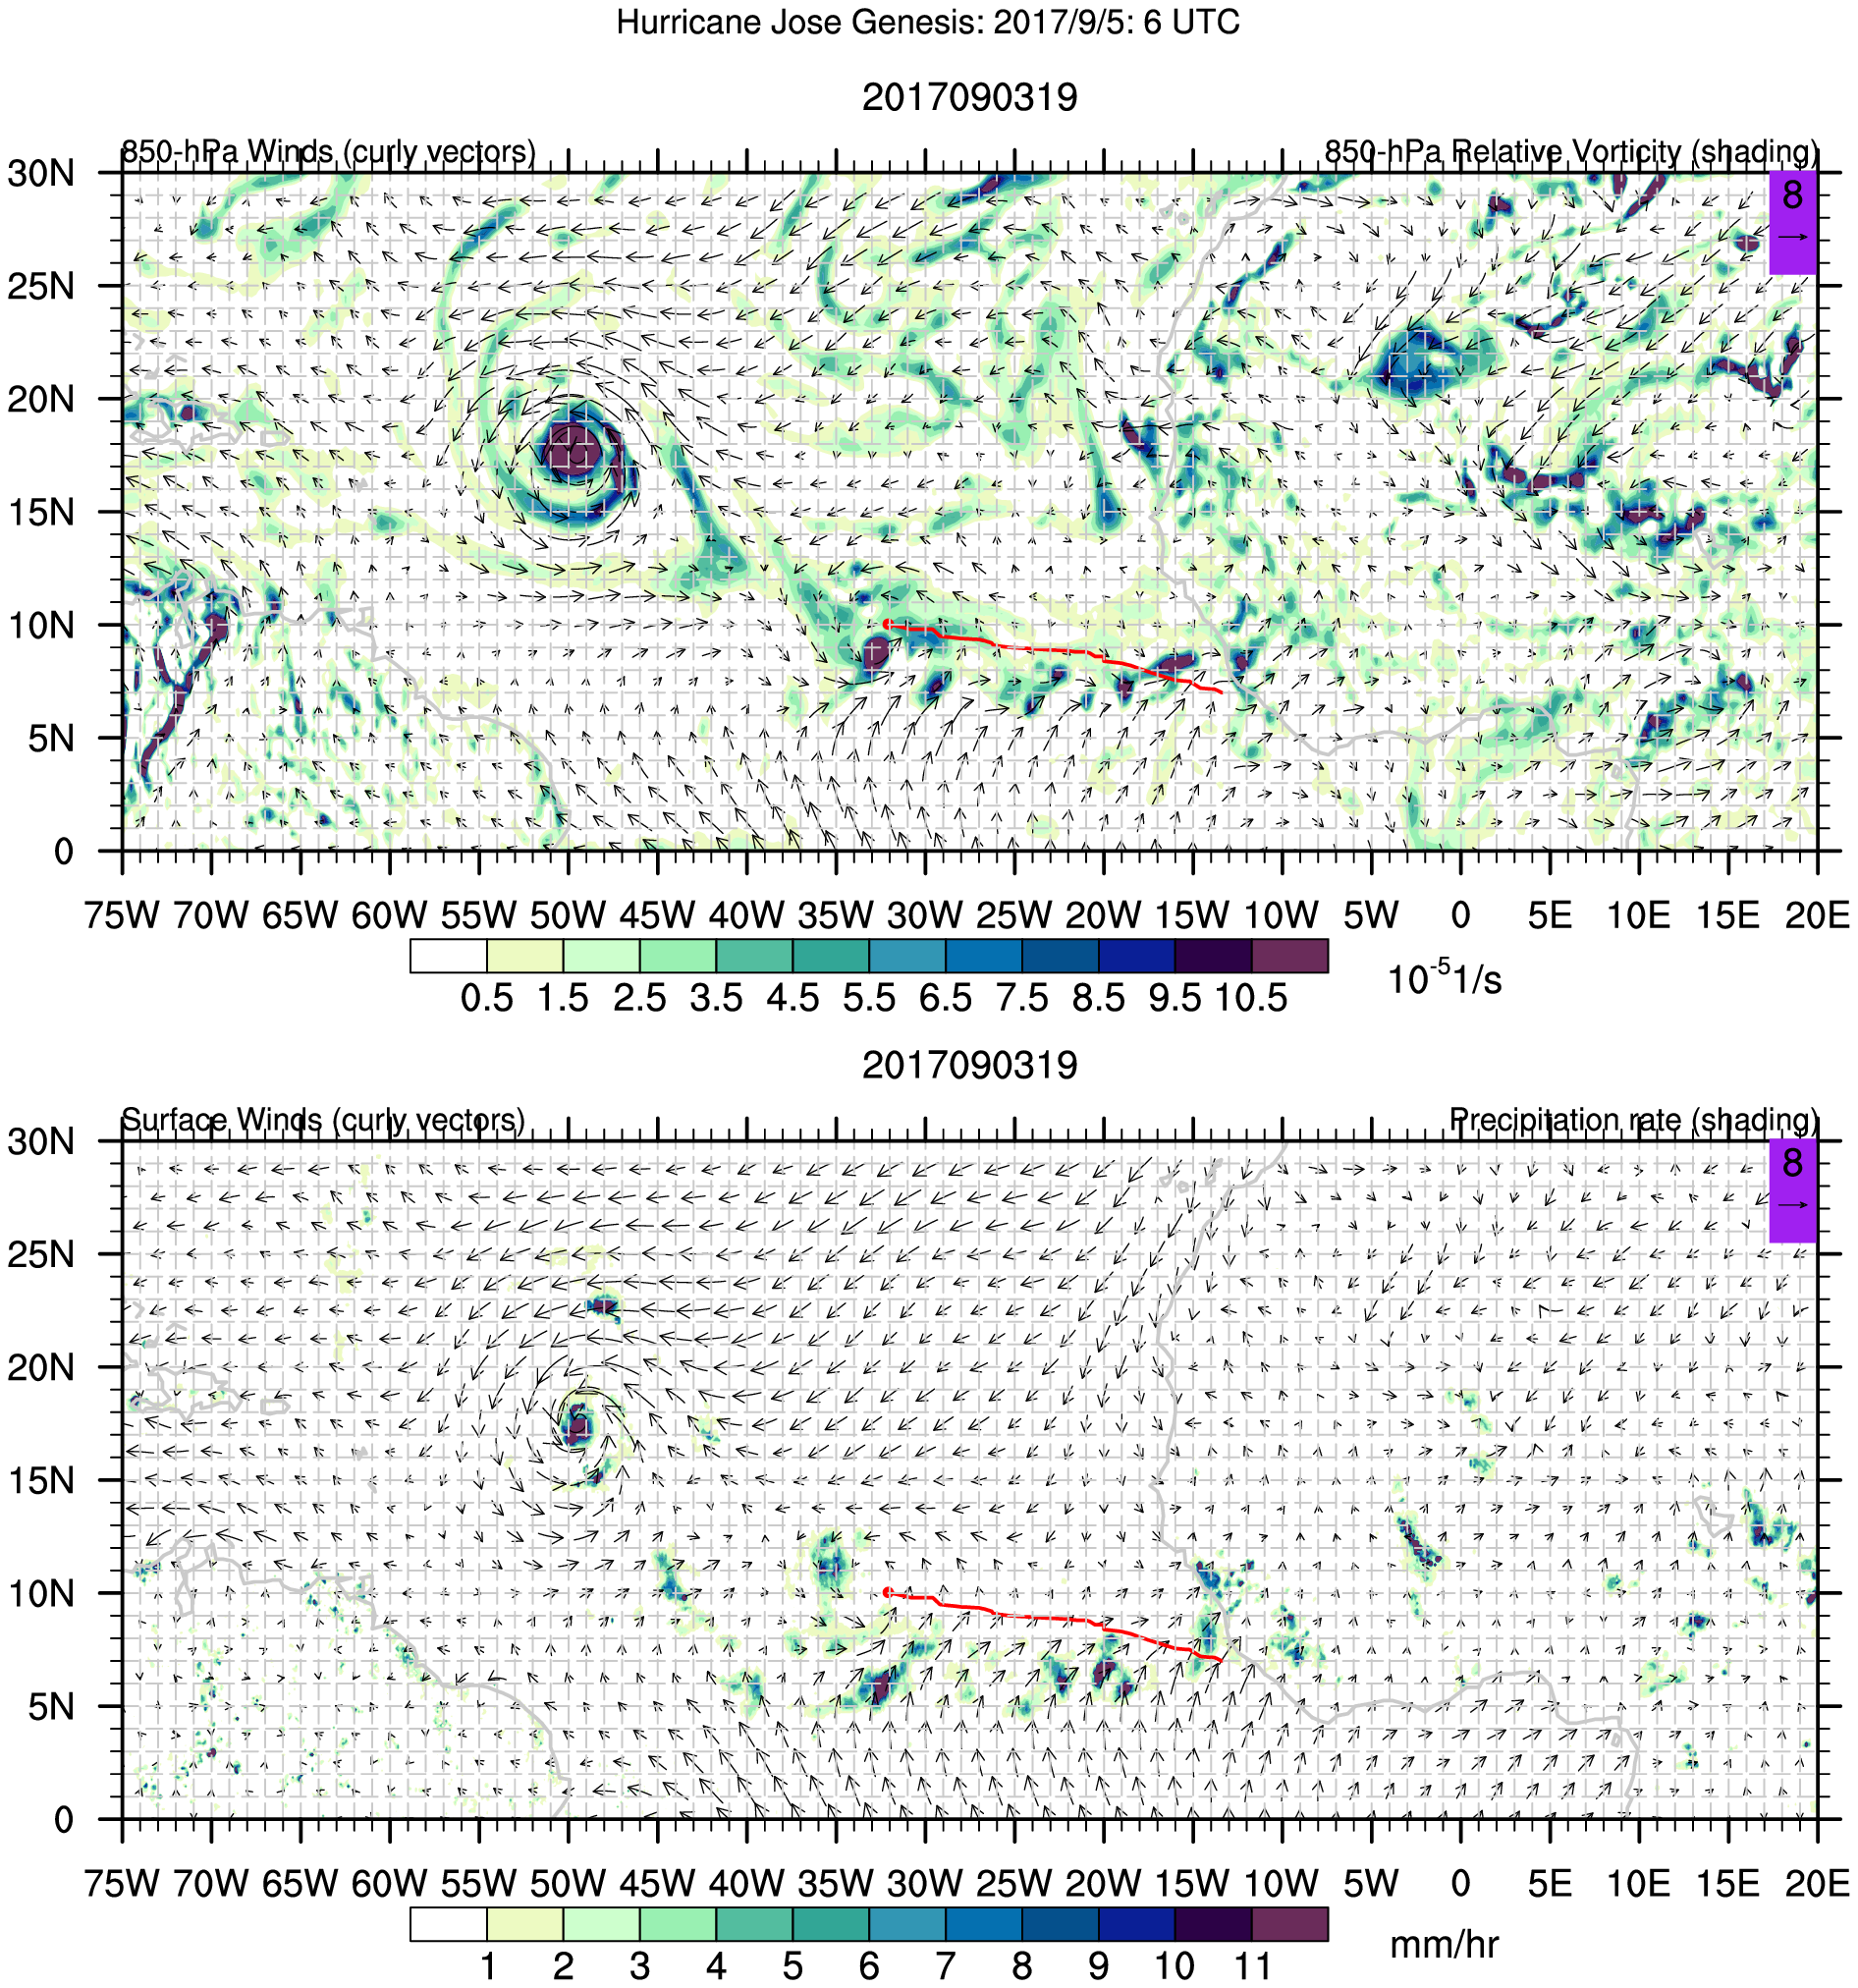 Hurricane Jose Genesis: 2017/9/5: 6 UTC
2017090319
850-hPa Winds (curly vectors)
850-hPa Relative Vorticity (shading)
8
30N
25N
20N
15N
10N
5N
0
75W 70W 65W 60W 55W 50W 45W 40W 35W 30W 25W 20W 15W 10W 5W 0 5E 10E 15E 20E
0.5 1.5 2.5 3.5 4.5 5.5 6.5 7.5 8.5 9.5 10.5
10⁻⁵1/s
2017090319
Surface Winds (curly vectors)
Precipitation rate (shading)
8
30N
25N
20N
15N
10N
5N
0
75W 70W 65W 60W 55W 50W 45W 40W 35W 30W 25W 20W 15W 10W 5W 0 5E 10E 15E 20E
1 2 3 4 5 6 7 8 9 10 11
mm/hr